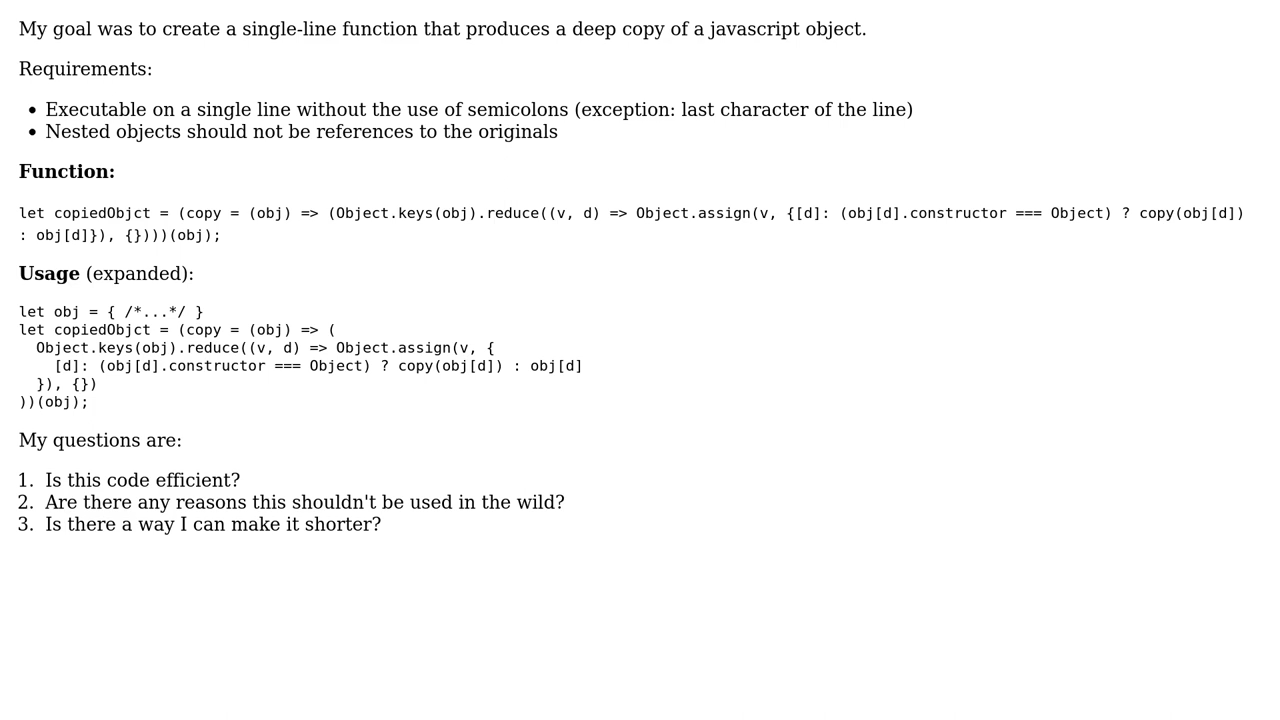 My goal was to create a single-line function that produces a deep copy of a javascript object.
Requirements:
• Executable on a single line without the use of semicolons (exception: last character of the line)
• Nested objects should not be references to the originals
Function:
let copiedObjct = (copy = (obj) => (Object.keys(obj).reduce((v, d) => Object.assign(v, {[d]: (obj[d].constructor === Object) ? copy(obj[d])
: obj[d]}), {})))(obj);
Usage (expanded):
let obj = { /*...*/ }
let copiedObjct = (copy = (obj) => (
  Object.keys(obj).reduce((v, d) => Object.assign(v, {
    [d]: (obj[d].constructor === Object) ? copy(obj[d]) : obj[d]
  }), {})
))(obj);
My questions are:
1. Is this code efficient?
2. Are there any reasons this shouldn't be used in the wild?
3. Is there a way I can make it shorter?